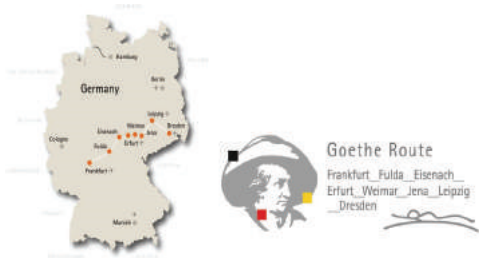 Hamburg
Berlin
Germany
Leipzig
Weimar
Eisenach
Dresden
Jena
Cologne
Erfurt
Fulda
Frankfurt
Munich
Goethe Route
Frankfurt__Fulda__Eisenach__
Erfurt__Weimar__Jena__Leipzig
__Dresden